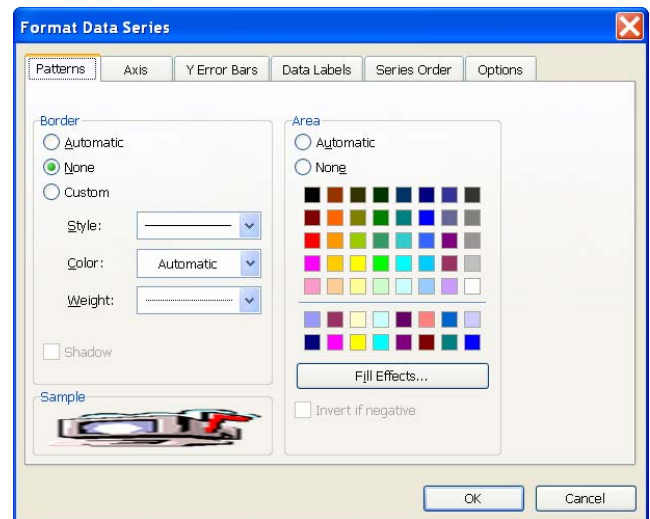 Format Data Series
Patterns Axis Y Error Bars Data Labels Series Order Options
Border
Automatic
None
Custom
Style:
Color: Automatic
Weight:
Shadow
Sample
Area
Automatic
None
Fill Effects...
Invert if negative
OK Cancel